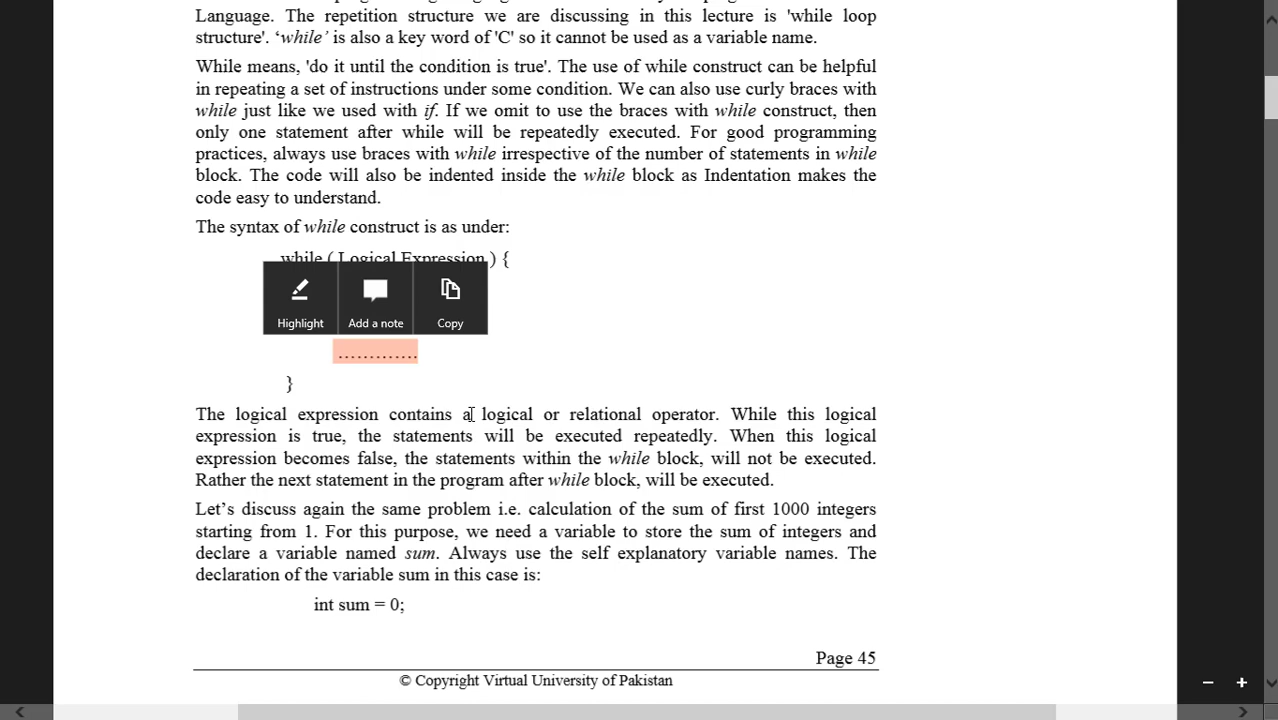 Language. The repetition structure we are discussing in this lecture is 'while loop
structure'. ‘while’ is also a key word of 'C' so it cannot be used as a variable name.
While means, 'do it until the condition is true'. The use of while construct can be helpful
in repeating a set of instructions under some condition. We can also use curly braces with
while just like we used with if. If we omit to use the braces with while construct, then
only one statement after while will be repeatedly executed. For good programming
practices, always use braces with while irrespective of the number of statements in while
block. The code will also be indented inside the while block as Indentation makes the
code easy to understand.
The syntax of while construct is as under:
while ( Logical Expression ) {
Highlight Add a note Copy
………….
}
The logical expression contains a logical or relational operator. While this logical
expression is true, the statements will be executed repeatedly. When this logical
expression becomes false, the statements within the while block, will not be executed.
Rather the next statement in the program after while block, will be executed.
Let’s discuss again the same problem i.e. calculation of the sum of first 1000 integers
starting from 1. For this purpose, we need a variable to store the sum of integers and
declare a variable named sum. Always use the self explanatory variable names. The
declaration of the variable sum in this case is:
int sum = 0;
Page 45
© Copyright Virtual University of Pakistan